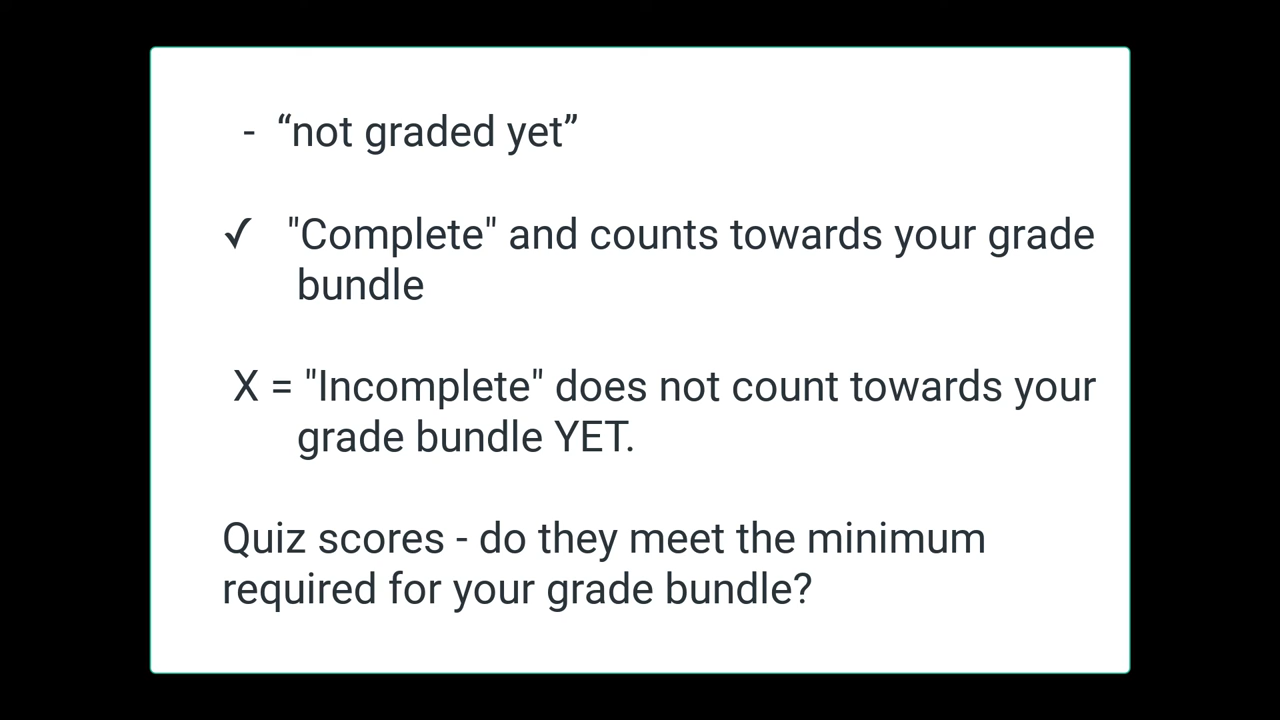 - “not graded yet”
✓ "Complete" and counts towards your grade
bundle
X = "Incomplete" does not count towards your
grade bundle YET.
Quiz scores - do they meet the minimum
required for your grade bundle?